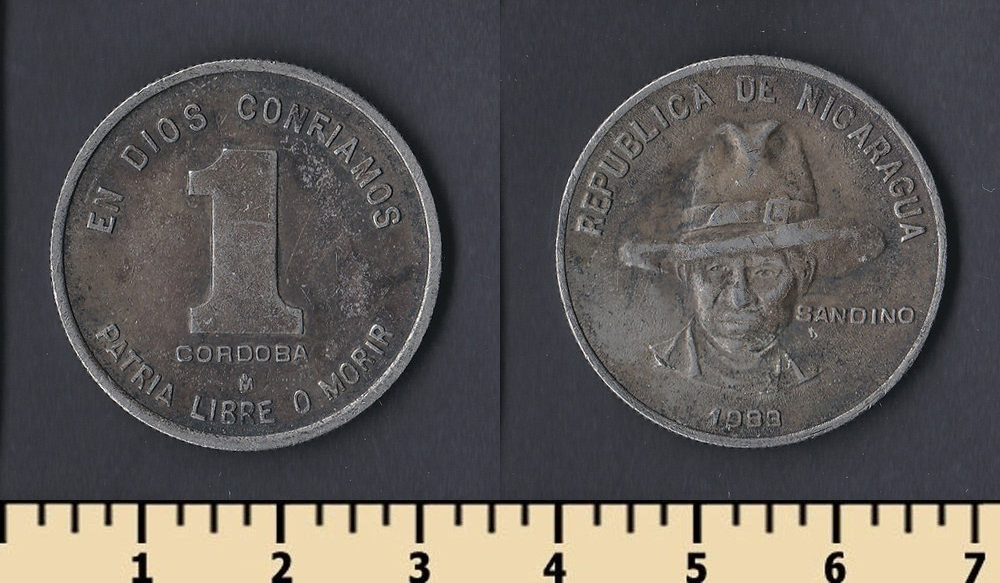 EN DIOS CONFIAMOS
1
CORDOBA
M
PATRIA LIBRE O MORIR
REPUBLICA DE NICARAGUA
SANDINO
1983
1 2 3 4 5 6 7